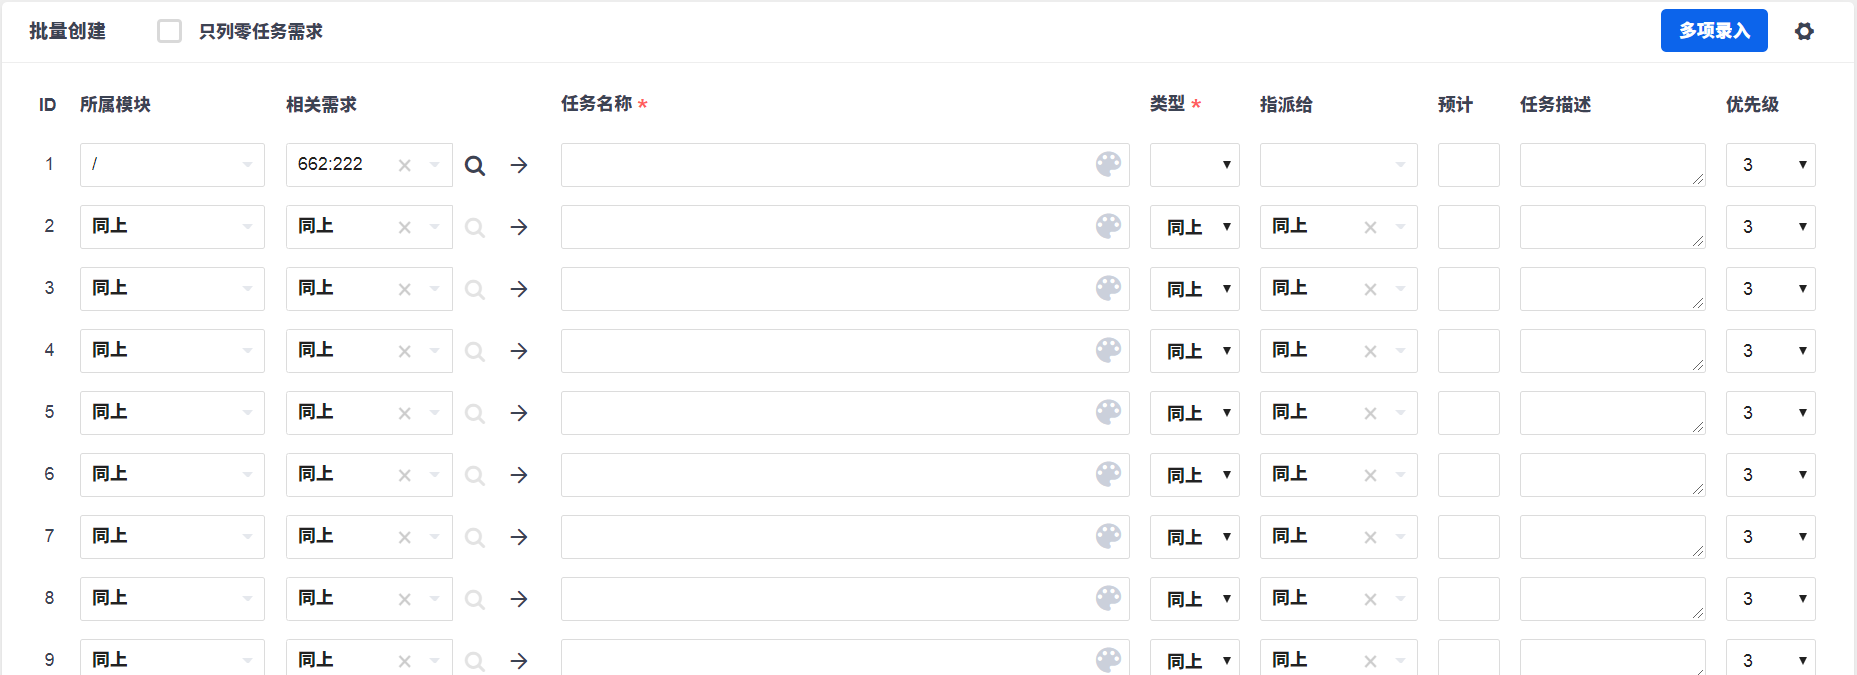 批量创建 只列零任务需求 多项录入
ID 所属模块 相关需求 任务名称 * 类型 * 指派给 预计 任务描述 优先级
1 / 662:222 3
2 同上 同上 同上 同上 3
3 同上 同上 同上 同上 3
4 同上 同上 同上 同上 3
5 同上 同上 同上 同上 3
6 同上 同上 同上 同上 3
7 同上 同上 同上 同上 3
8 同上 同上 同上 同上 3
9 同上 同上 同上 同上 3